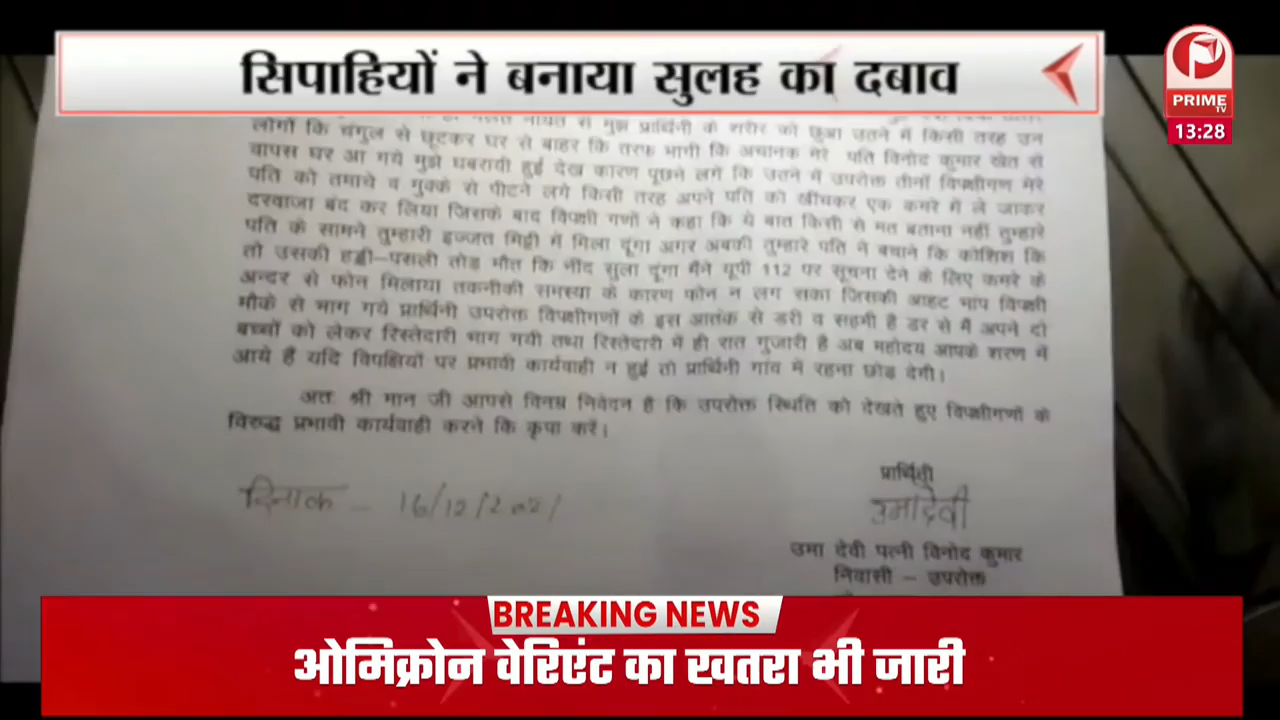 सिपाहियों ने बनाया सुलह का दबाव
PRIME
TV
13:28
नीयत से मुझ प्रार्थिनी के शरीर को छुआ उतने में किसी तरह उन
लोगों कि चंगुल से छूटकर घर से बाहर कि तरफ भागी कि अचानक मेरे पति विनोद कुमार खेत से
वापस घर आ गये मुझे घबरायी हुई देख कारण पूछने लगे कि उतने में उपरोक्त तीनों विपक्षीगण मेरे
पति को तमाचे व मुक्के से पीटने लगे किसी तरह अपने पति को खींचकर एक कमरे में ले जाकर
दरवाजा बंद कर लिया जिसके बाद विपक्षी गणों ने कहा कि ये बात किसी से मत बताना नहीं तुम्हारे
पति के सामने तुम्हारी इज्जत मिट्टी में मिला दूंगा अगर अबकी तुम्हारे पति ने बचाने कि कोशिश कि
तो उसकी हड्डी–पसली तोड मौत कि नींद सुला दूंगा मैंने यूपी 112 पर सूचना देने के लिए कमरे के
अन्दर से फोन मिलाया तकनीकी समस्या के कारण फोन न लग सका जिसकी आहट भांप विपक्षी
मौके से भाग गये प्रार्थिनी उपरोक्त विपक्षीगणों के इस आतंक से डरी व सहमी है डर से मैं अपने दो
बच्चों को लेकर रिस्तेदारी भाग गयी तथा रिस्तेदारी में ही रात गुजारी है अब महोदय आपके शरण में
आये हैं यदि विपक्षियों पर प्रभावी कार्यवाही न हुई तो प्रार्थिनी गांव में रहना छोड देगी।
अतः श्री मान जी आपसे विनम्र निवेदन है कि उपरोक्त स्थिति को देखते हुए विपक्षीगणों के
विरुद्ध प्रभावी कार्यवाही करने कि कृपा करें।
दिनाक – 16/12/2021
प्रार्थिनी
उमादेवी
उमा देवी पत्नी विनोद कुमार
निवासी – उपरोक्त
BREAKING NEWS
ओमिक्रोन वेरिएंट का खतरा भी जारी